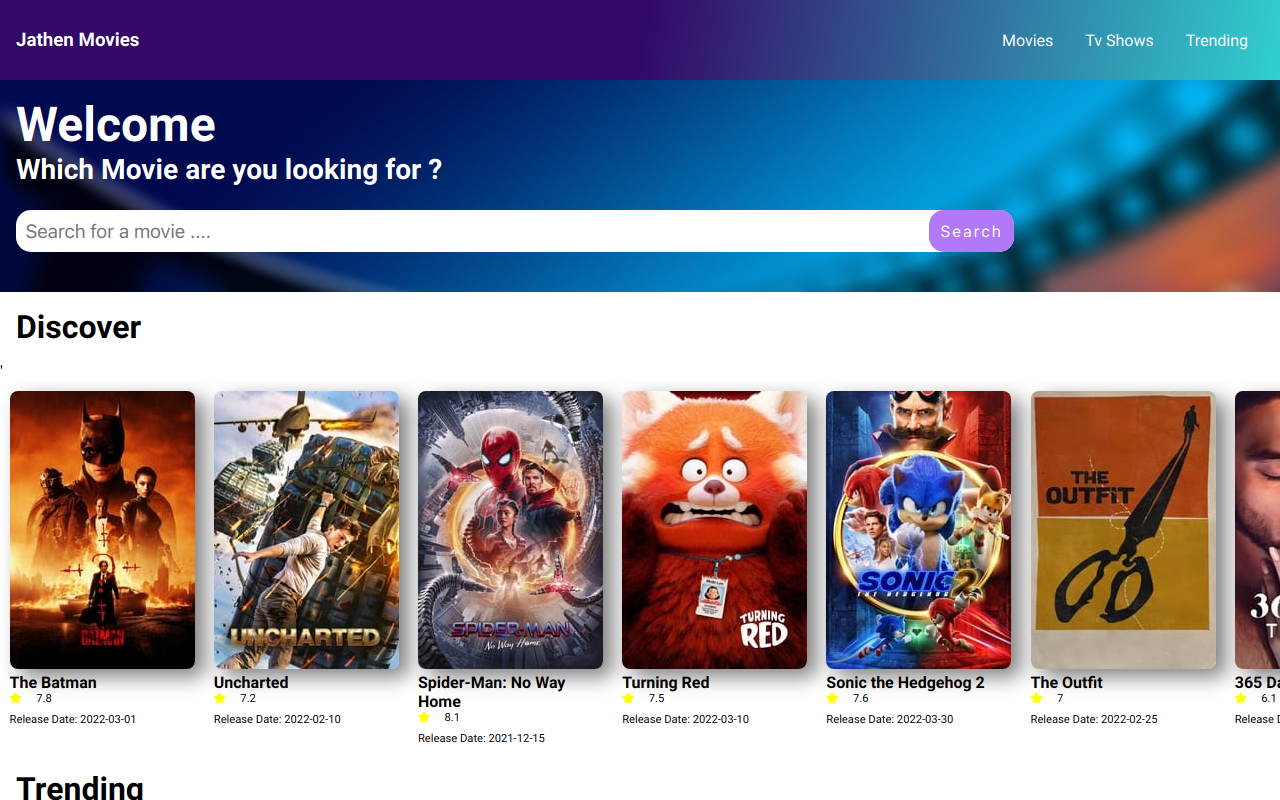 Jathen Movies
Movies
Tv Shows
Trending
Welcome
Which Movie are you looking for ?
Search for a movie ....
Search
Discover
'
BATMAN
UNCHARTED
SPIDER-MAN
No Way Home
TURNING
RED
SONIC 2
THE HEDGEHOG
THE
OUTFIT
The Batman
7.8
Release Date: 2022-03-01
Uncharted
7.2
Release Date: 2022-02-10
Spider-Man: No Way
Home
8.1
Release Date: 2021-12-15
Turning Red
7.5
Release Date: 2022-03-10
Sonic the Hedgehog 2
7.6
Release Date: 2022-03-30
The Outfit
7
Release Date: 2022-02-25
365 Da
6.1
Release D
Trending